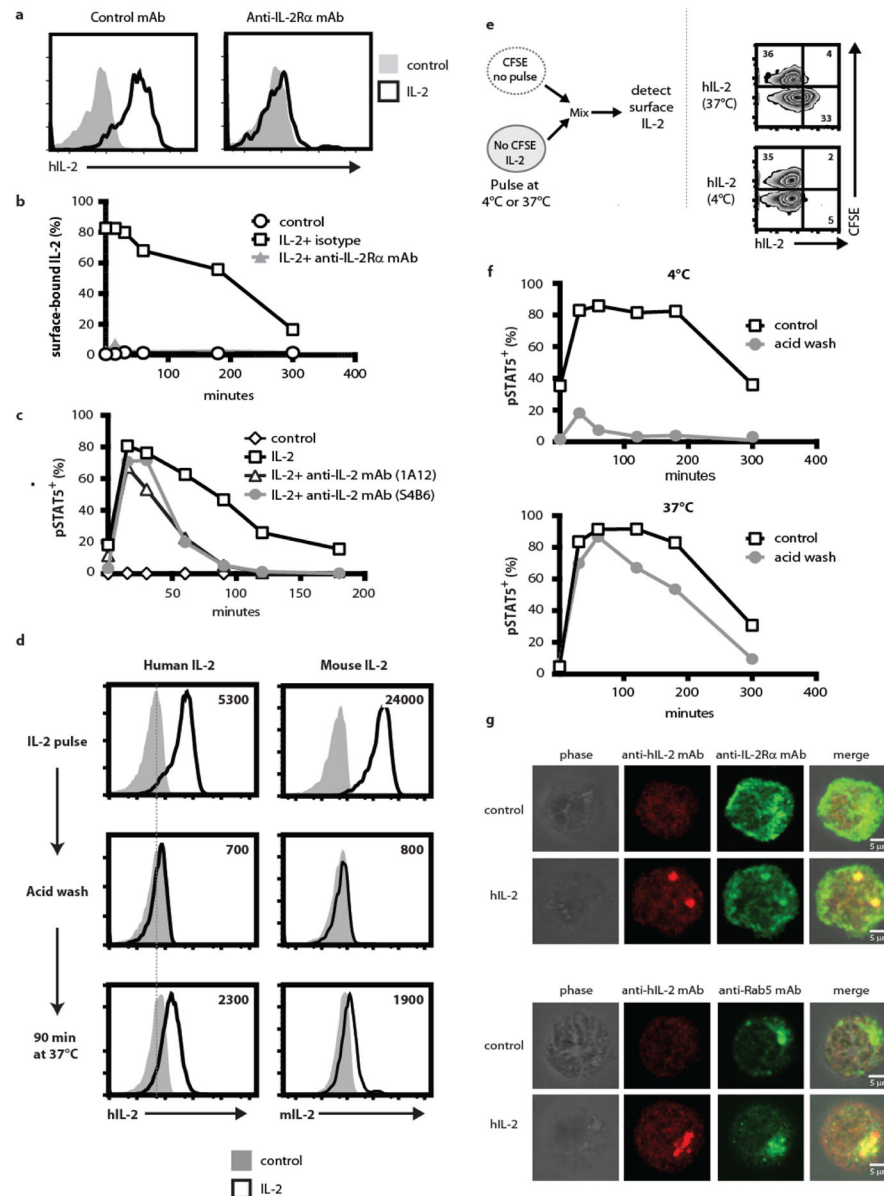 a
Control mAb Anti-IL-2Rα mAb
control
IL-2
hIL-2
b
surface-bound IL-2 (%)
100
80
60
40
20
0
100 200 300 400
minutes
control
IL-2+ isotype
IL-2+ anti-IL-2Rα mAb
c
pSTAT5+ (%)
100
80
60
40
20
0
50 100 150 200
minutes
control
IL-2
IL-2+ anti-IL-2 mAb (1A12)
IL-2+ anti-IL-2 mAb (S4B6)
d
Human IL-2 Mouse IL-2
IL-2 pulse
5300 24000
Acid wash
700 800
90 min
at 37°C
2300 1900
hIL-2 mIL-2
control
IL-2
e
CFSE
no pulse
No CFSE
IL-2
Pulse at
4°C or 37°C
Mix
detect
surface
IL-2
hIL-2
(37°C)
36 4
33
hIL-2
(4°C)
35 2
5
hIL-2
CFSE
f
4°C
pSTAT5+ (%)
100
80
60
40
20
0
100 200 300 400
minutes
control
acid wash
37°C
pSTAT5+ (%)
100
80
60
40
20
0
100 200 300 400
minutes
control
acid wash
g
phase anti-hIL-2 mAb anti-IL-2Rα mAb merge
control
5 µm
hIL-2
5 µm
phase anti-hIL-2 mAb anti-Rab5 mAb merge
control
5 µm
hIL-2
5 µm